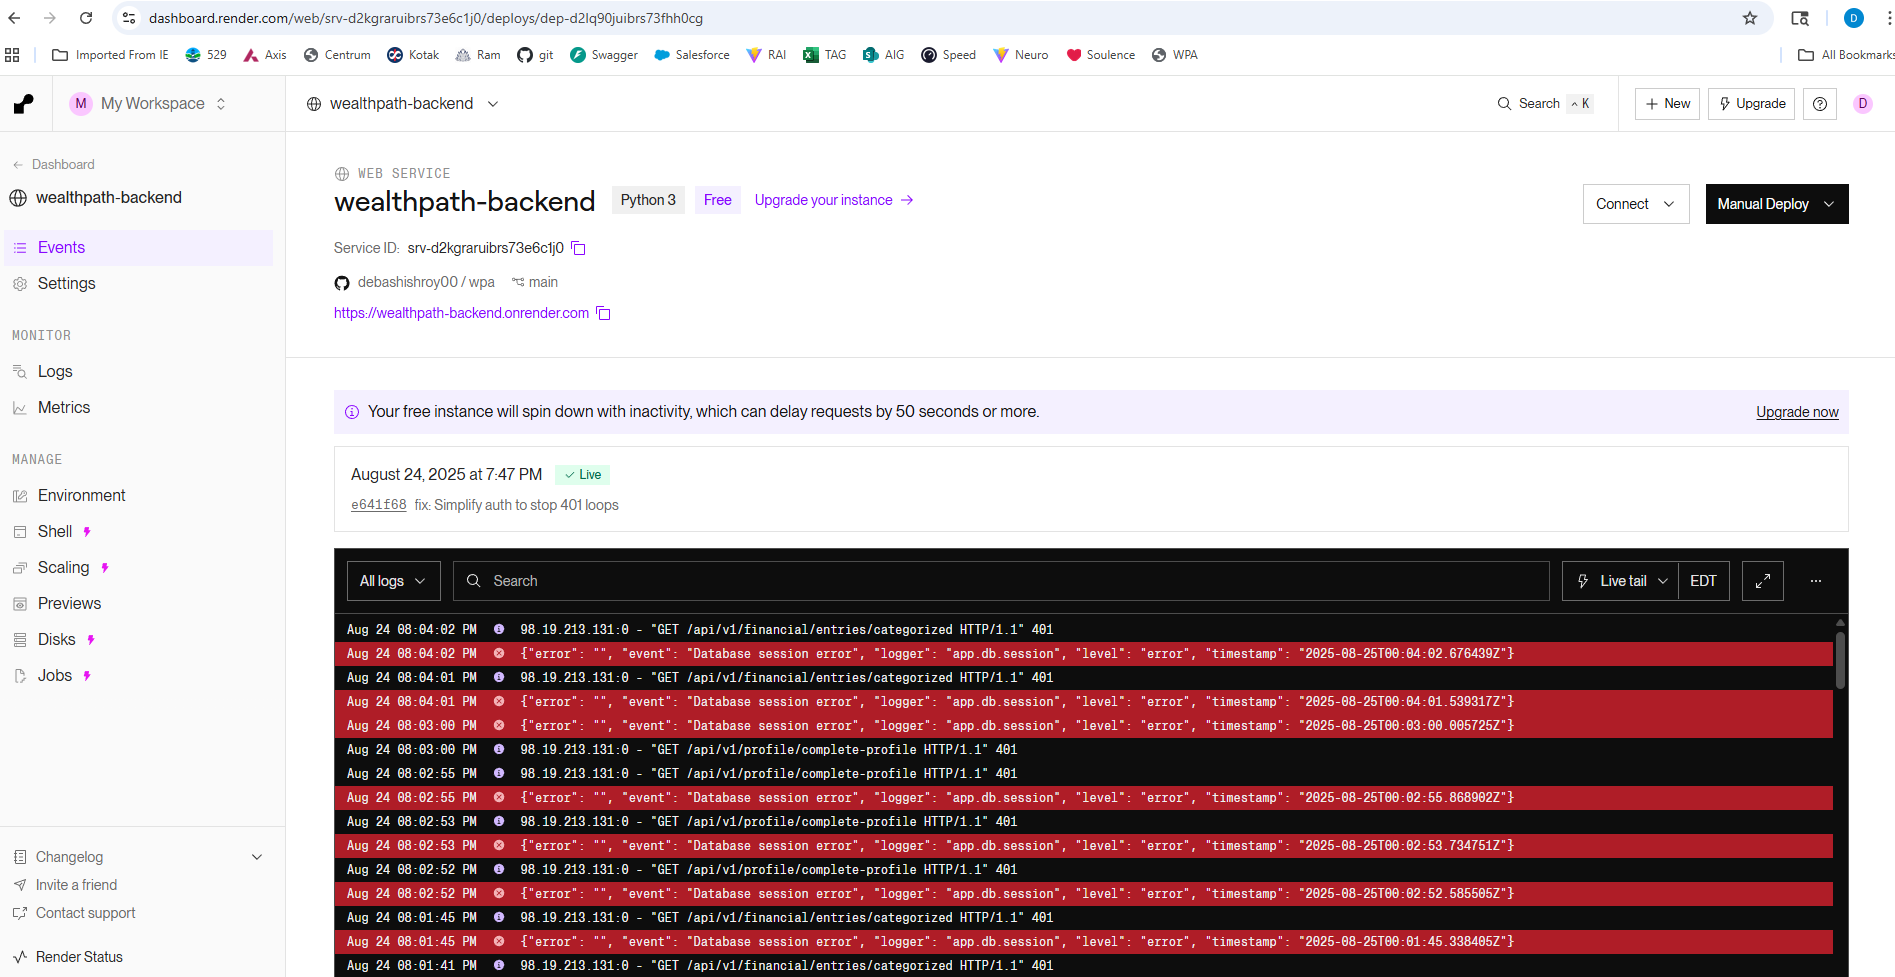 dashboard.render.com/web/srv-d2kgraruibrs73e6c1j0/deploys/dep-d2lq90juibrs73fhh0cg
D
Imported From IE 529 Axis Centrum Kotak Ram git Swagger Salesforce RAI TAG AIG Speed Neuro Soulence WPA All Bookmarks
M My Workspace
wealthpath-backend
Search ^ K
+ New
Upgrade
D
← Dashboard
wealthpath-backend
Events
Settings
MONITOR
Logs
Metrics
MANAGE
Environment
Shell
Scaling
Previews
Disks
Jobs
Changelog
Invite a friend
Contact support
Render Status
WEB SERVICE
wealthpath-backend Python 3 Free Upgrade your instance →
Connect
Manual Deploy
Service ID: srv-d2kgraruibrs73e6c1j0
debashishroy00 / wpa main
https://wealthpath-backend.onrender.com
Your free instance will spin down with inactivity, which can delay requests by 50 seconds or more. Upgrade now
August 24, 2025 at 7:47 PM ✓ Live
e641f68 fix: Simplify auth to stop 401 loops
All logs Search Live tail EDT ...
Aug 24 08:04:02 PM 98.19.213.131:0 - "GET /api/v1/financial/entries/categorized HTTP/1.1" 401
Aug 24 08:04:02 PM {"error": "", "event": "Database session error", "logger": "app.db.session", "level": "error", "timestamp": "2025-08-25T00:04:02.676439Z"}
Aug 24 08:04:01 PM 98.19.213.131:0 - "GET /api/v1/financial/entries/categorized HTTP/1.1" 401
Aug 24 08:04:01 PM {"error": "", "event": "Database session error", "logger": "app.db.session", "level": "error", "timestamp": "2025-08-25T00:04:01.539317Z"}
Aug 24 08:03:00 PM {"error": "", "event": "Database session error", "logger": "app.db.session", "level": "error", "timestamp": "2025-08-25T00:03:00.005725Z"}
Aug 24 08:03:00 PM 98.19.213.131:0 - "GET /api/v1/profile/complete-profile HTTP/1.1" 401
Aug 24 08:02:55 PM 98.19.213.131:0 - "GET /api/v1/profile/complete-profile HTTP/1.1" 401
Aug 24 08:02:55 PM {"error": "", "event": "Database session error", "logger": "app.db.session", "level": "error", "timestamp": "2025-08-25T00:02:55.868902Z"}
Aug 24 08:02:53 PM 98.19.213.131:0 - "GET /api/v1/profile/complete-profile HTTP/1.1" 401
Aug 24 08:02:53 PM {"error": "", "event": "Database session error", "logger": "app.db.session", "level": "error", "timestamp": "2025-08-25T00:02:53.734751Z"}
Aug 24 08:02:52 PM 98.19.213.131:0 - "GET /api/v1/profile/complete-profile HTTP/1.1" 401
Aug 24 08:02:52 PM {"error": "", "event": "Database session error", "logger": "app.db.session", "level": "error", "timestamp": "2025-08-25T00:02:52.585505Z"}
Aug 24 08:01:45 PM 98.19.213.131:0 - "GET /api/v1/financial/entries/categorized HTTP/1.1" 401
Aug 24 08:01:45 PM {"error": "", "event": "Database session error", "logger": "app.db.session", "level": "error", "timestamp": "2025-08-25T00:01:45.338405Z"}
Aug 24 08:01:41 PM 98.19.213.131:0 - "GET /api/v1/financial/entries/categorized HTTP/1.1" 401